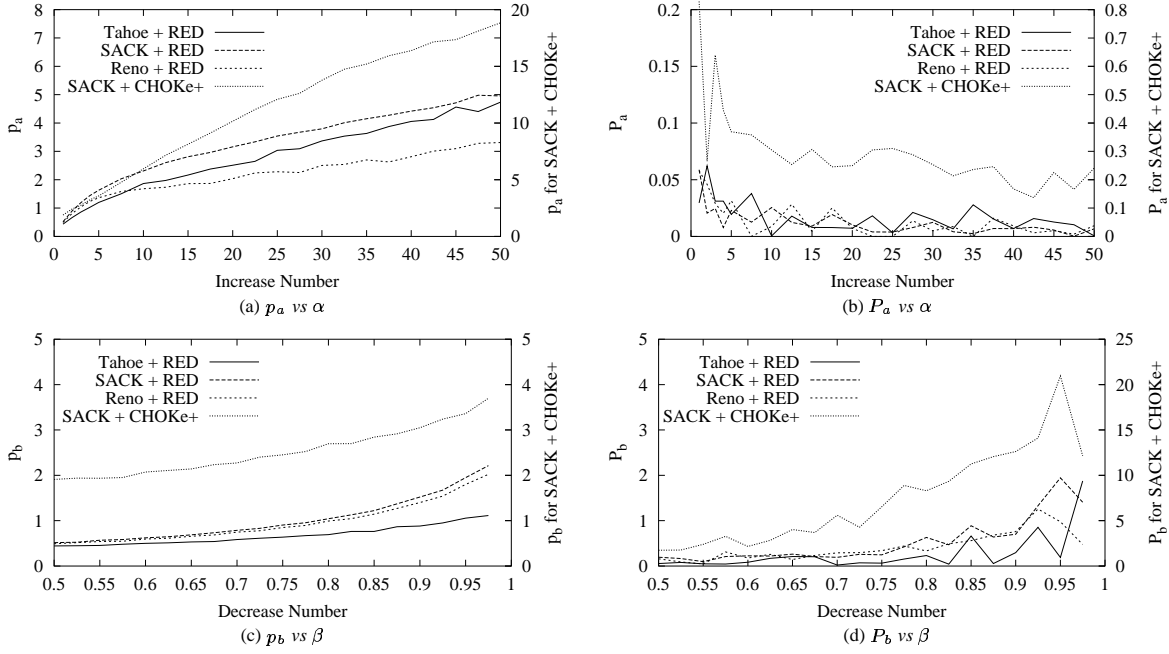 8
7
6
5
4
3
2
1
0
p_a
20
15
10
5
0
p_a for SACK + CHOKe+
Tahoe + RED
SACK + RED
Reno + RED
SACK + CHOKe+
0 5 10 15 20 25 30 35 40 45 50
Increase Number
(a) p_a vs α
0.2
0.15
0.1
0.05
0
P_a
0.8
0.7
0.6
0.5
0.4
0.3
0.2
0.1
0
P_a for SACK + CHOKe+
Tahoe + RED
SACK + RED
Reno + RED
SACK + CHOKe+
0 5 10 15 20 25 30 35 40 45 50
Increase Number
(b) P_a vs α
5
4
3
2
1
0
p_b
5
4
3
2
1
0
p_b for SACK + CHOKe+
Tahoe + RED
SACK + RED
Reno + RED
SACK + CHOKe+
0.5 0.55 0.6 0.65 0.7 0.75 0.8 0.85 0.9 0.95 1
Decrease Number
(c) p_b vs β
5
4
3
2
1
0
P_b
25
20
15
10
5
0
P_b for SACK + CHOKe+
Tahoe + RED
SACK + RED
Reno + RED
SACK + CHOKe+
0.5 0.55 0.6 0.65 0.7 0.75 0.8 0.85 0.9 0.95 1
Decrease Number
(d) P_b vs β